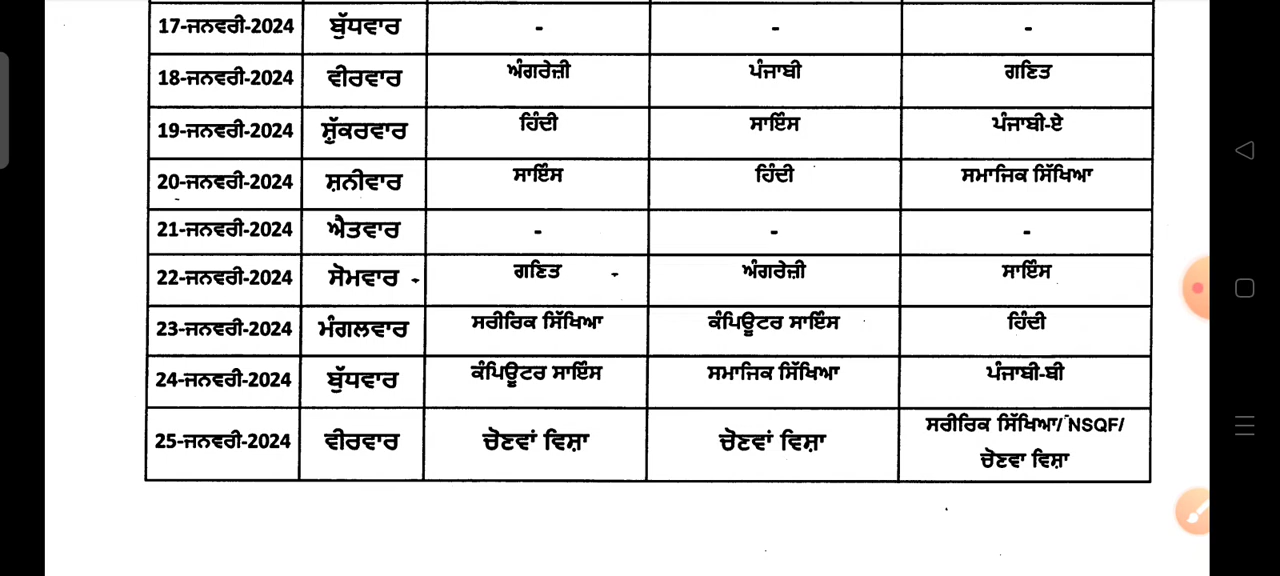 17-ਜਨਵਰੀ-2024 ਬੁੱਧਵਾਰ - - -
18-ਜਨਵਰੀ-2024 ਵੀਰਵਾਰ ਅੰਗਰੇਜ਼ੀ ਪੰਜਾਬੀ ਗਣਿਤ
19-ਜਨਵਰੀ-2024 ਸ਼ੁੱਕਰਵਾਰ ਹਿੰਦੀ ਸਾਇੰਸ ਪੰਜਾਬੀ-ਏ
20-ਜਨਵਰੀ-2024 ਸ਼ਨੀਵਾਰ ਸਾਇੰਸ ਹਿੰਦੀ ਸਮਾਜਿਕ ਸਿੱਖਿਆ
21-ਜਨਵਰੀ-2024 ਐਤਵਾਰ - - -
22-ਜਨਵਰੀ-2024 ਸੋਮਵਾਰ ਗਣਿਤ ਅੰਗਰੇਜ਼ੀ ਸਾਇੰਸ
23-ਜਨਵਰੀ-2024 ਮੰਗਲਵਾਰ ਸਰੀਰਿਕ ਸਿੱਖਿਆ ਕੰਪਿਊਟਰ ਸਾਇੰਸ ਹਿੰਦੀ
24-ਜਨਵਰੀ-2024 ਬੁੱਧਵਾਰ ਕੰਪਿਊਟਰ ਸਾਇੰਸ ਸਮਾਜਿਕ ਸਿੱਖਿਆ ਪੰਜਾਬੀ-ਬੀ
25-ਜਨਵਰੀ-2024 ਵੀਰਵਾਰ ਚੋਣਵਾਂ ਵਿਸ਼ਾ ਚੋਣਵਾਂ ਵਿਸ਼ਾ ਸਰੀਰਿਕ ਸਿੱਖਿਆ/NSQF/
ਚੋਣਵਾ ਵਿਸ਼ਾ